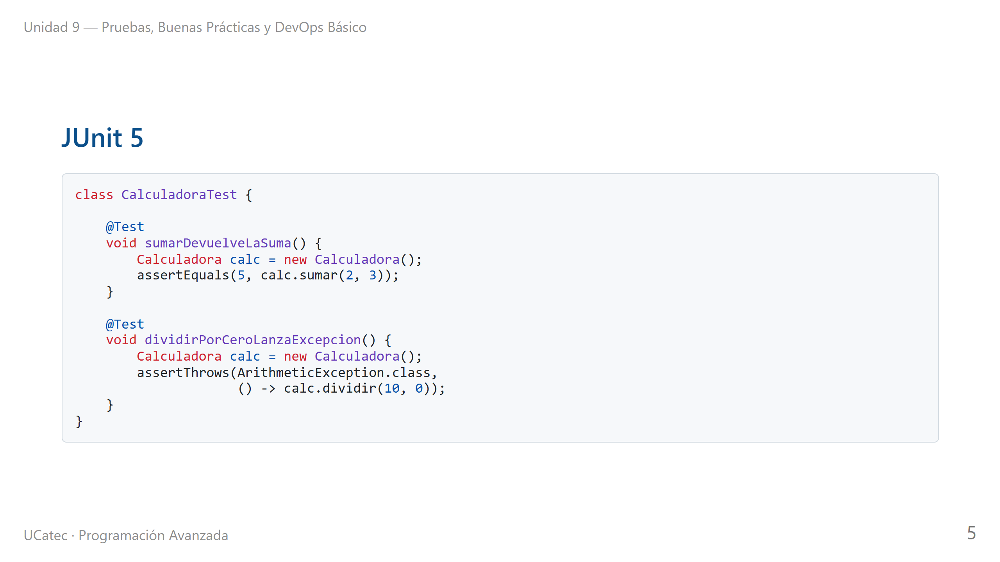 Unidad 9 — Pruebas, Buenas Prácticas y DevOps Básico
JUnit 5
class CalculadoraTest {
    @Test
    void sumarDevuelveLaSuma() {
        Calculadora calc = new Calculadora();
        assertEquals(5, calc.sumar(2, 3));
    }
    @Test
    void dividirPorCeroLanzaExcepcion() {
        Calculadora calc = new Calculadora();
        assertThrows(ArithmeticException.class,
                     () -> calc.dividir(10, 0));
    }
}
UCatec · Programación Avanzada
5